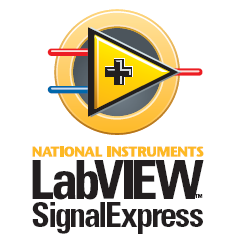 NATIONAL INSTRUMENTS
LabVIEW™
SignalExpress